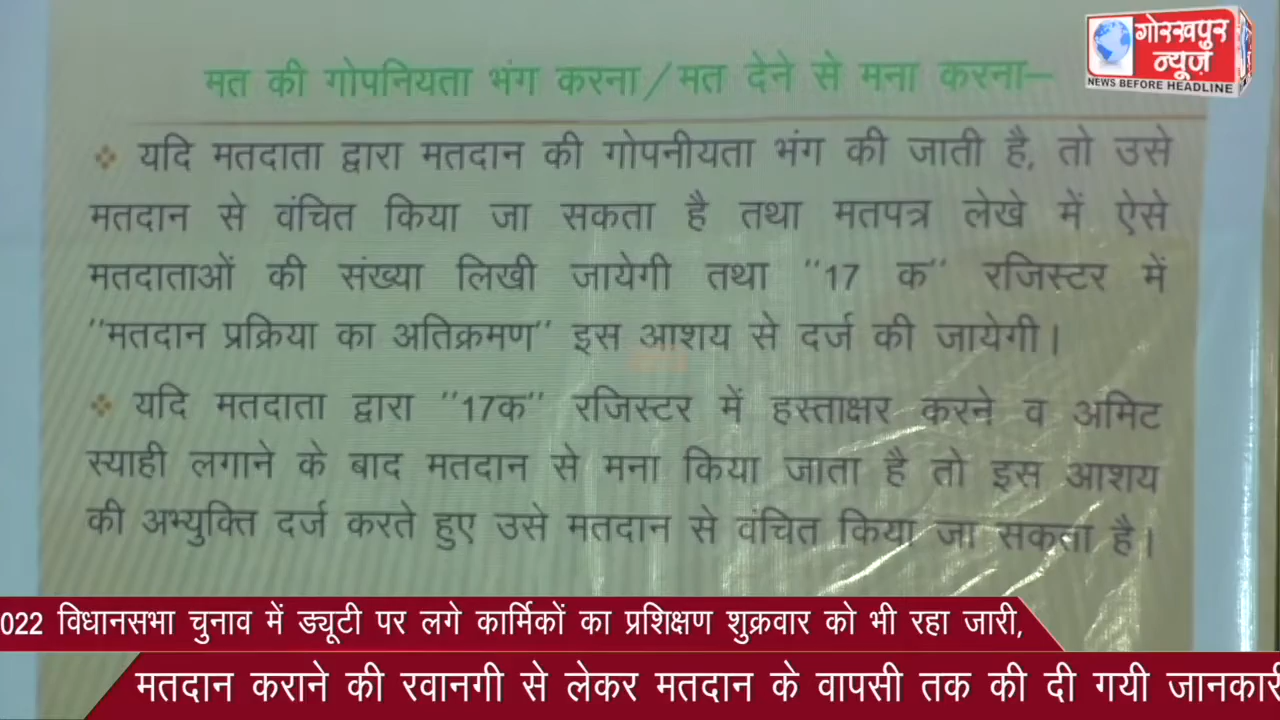 गोरखपुर
न्यूज़
NEWS BEFORE HEADLINE
मत की गोपनियता भंग करना/मत देने से मना करना–
यदि मतदाता द्वारा मतदान की गोपनीयता भंग की जाती है, तो उसे
मतदान से वंचित किया जा सकता है तथा मतपत्र लेखे में ऐसे
मतदाताओं की संख्या लिखी जायेगी तथा "17 क" रजिस्टर में
"मतदान प्रक्रिया का अतिक्रमण" इस आशय से दर्ज की जायेगी।
यदि मतदाता द्वारा "17क" रजिस्टर में हस्ताक्षर करने व अमिट
स्याही लगाने के बाद मतदान से मना किया जाता है तो इस आशय
की अभ्युक्ति दर्ज करते हुए उसे मतदान से वंचित किया जा सकता है।
022 विधानसभा चुनाव में ड्यूटी पर लगे कार्मिकों का प्रशिक्षण शुक्रवार को भी रहा जारी,
मतदान कराने की रवानगी से लेकर मतदान के वापसी तक की दी गयी जानकारी